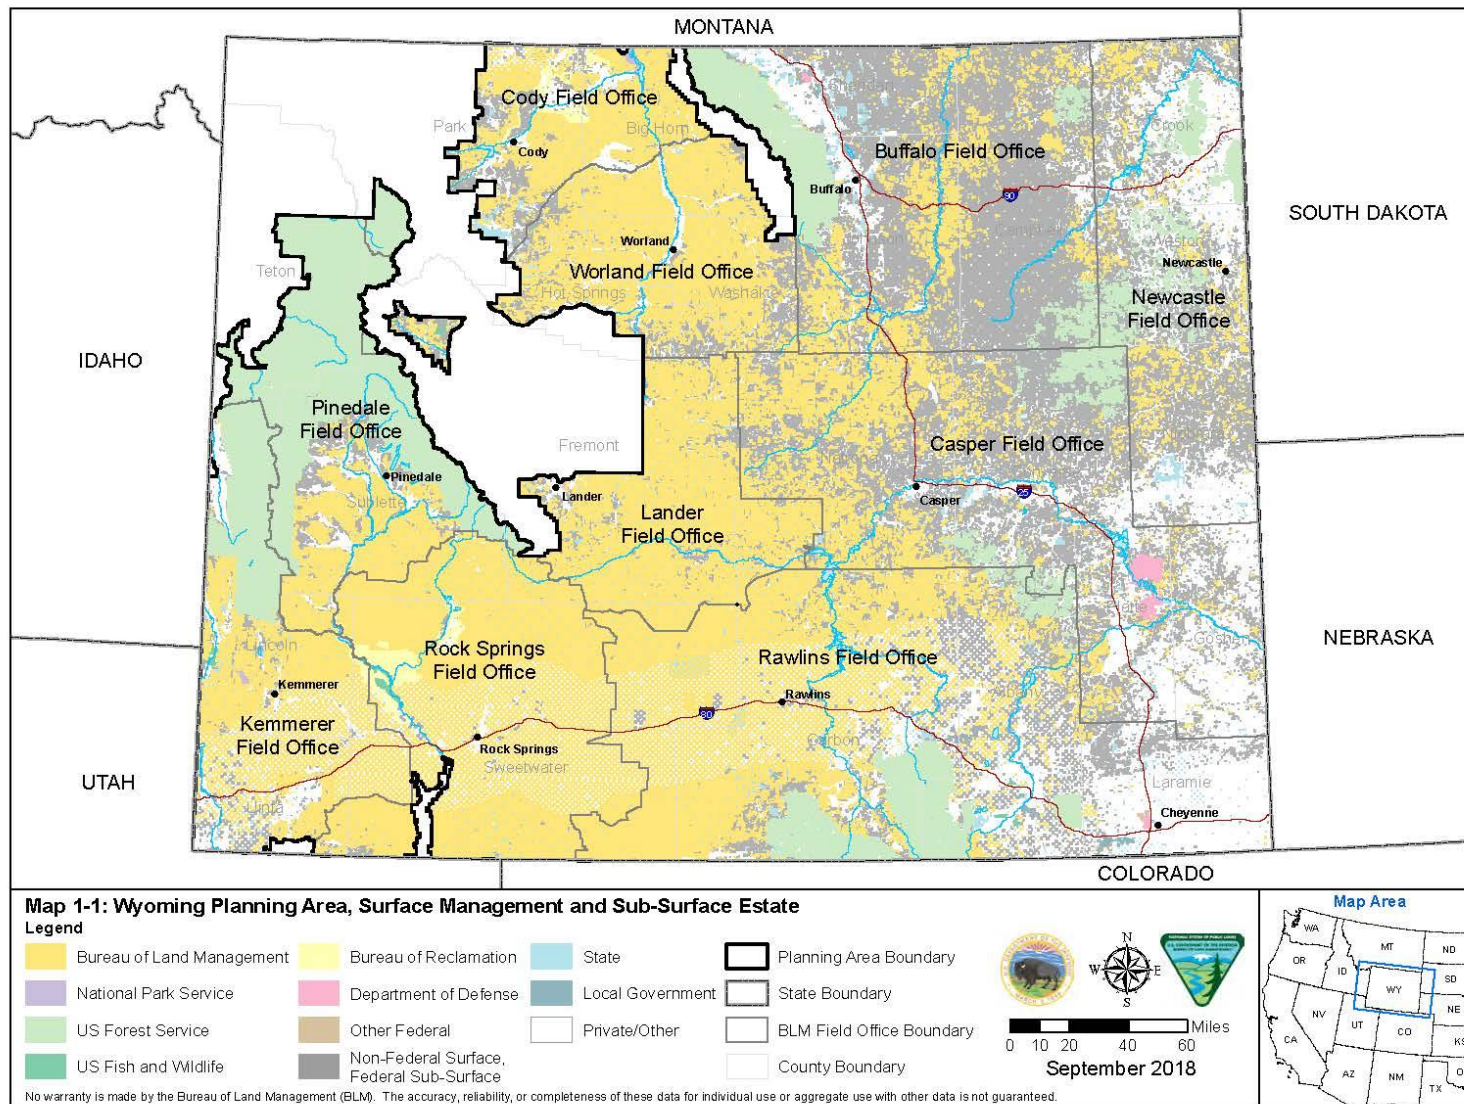 MONTANA
Cody Field Office
Park
Big Horn
Cody
Sheridan
Crook
Buffalo Field Office
90
Buffalo
SOUTH DAKOTA
Worland
Weston
Newcastle
Teton
Worland Field Office
Hot Springs
Washakie
Newcastle
Field Office
IDAHO
Pinedale
Field Office
Fremont
Casper Field Office
Pinedale
Sublette
Lander
Casper
25
Lander
Field Office
NEBRASKA
Lincoln
Rock Springs
Field Office
Rawlins Field Office
Kemmerer
Rawlins
80
Kemmerer
Field Office
Rock Springs
Sweetwater
Carbon
UTAH
Uinta
Laramie
Cheyenne
COLORADO
Map 1-1: Wyoming Planning Area, Surface Management and Sub-Surface Estate
Legend
Bureau of Land Management
National Park Service
US Forest Service
US Fish and Wildlife
Bureau of Reclamation
Department of Defense
Other Federal
Non-Federal Surface,
Federal Sub-Surface
State
Local Government
Private/Other
Planning Area Boundary
State Boundary
BLM Field Office Boundary
County Boundary
N
W E
S
Miles
0 10 20 40 60
September 2018
Map Area
WA
MT
ND
OR
ID
SD
WY
NE
NV
UT
CO
CA
KS
AZ
NM
TX
No warranty is made by the Bureau of Land Management (BLM). The accuracy, reliability, or completeness of these data for individual use or aggregate use with other data is not guaranteed.